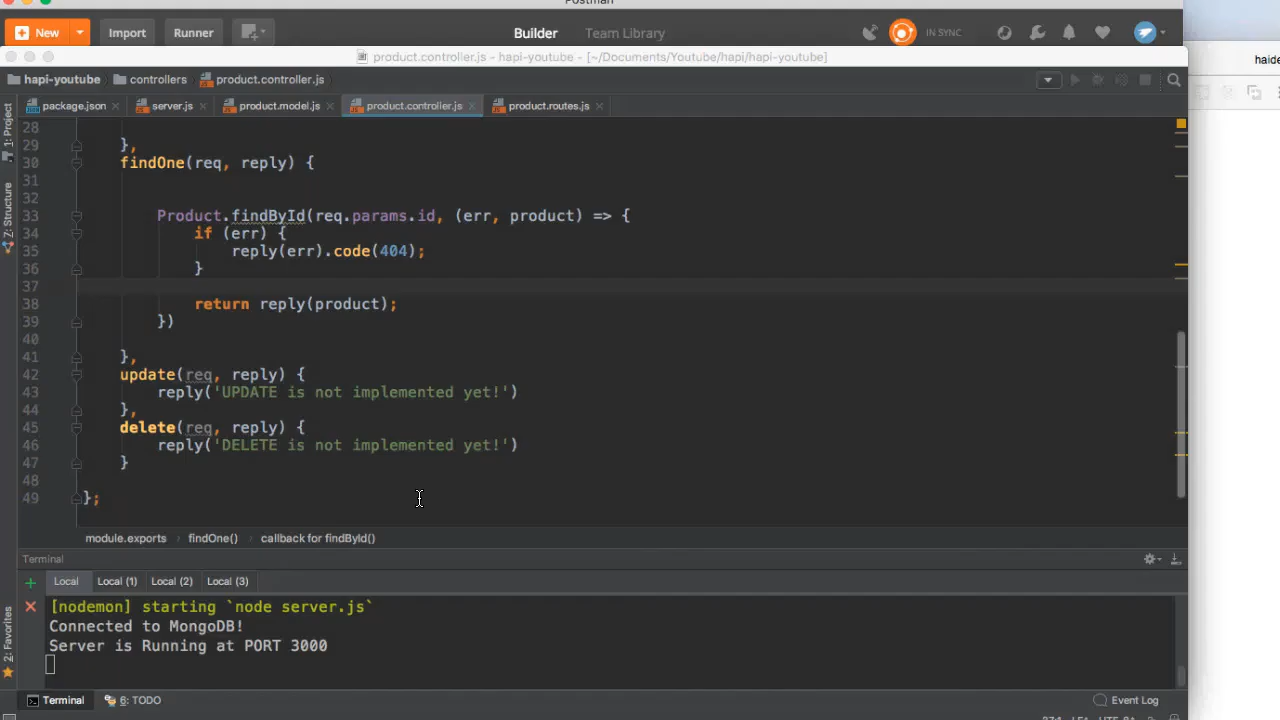 Postman
New Import Runner Builder Team Library IN SYNC
product.controller.js - hapi-youtube - [~/Documents/Youtube/hapi/hapi-youtube]
haide
hapi-youtube controllers product.controller.js
package.json server.js product.model.js product.controller.js product.routes.js
1: Project
Z: Structure
2: Favorites
28
29 },
30 findOne(req, reply) {
31
32
33 Product.findById(req.params.id, (err, product) => {
34 if (err) {
35 reply(err).code(404);
36 }
37
38 return reply(product);
39 })
40
41 },
42 update(req, reply) {
43 reply('UPDATE is not implemented yet!')
44 },
45 delete(req, reply) {
46 reply('DELETE is not implemented yet!')
47 }
48
49 };
module.exports findOne() callback for findById()
Terminal
Local Local (1) Local (2) Local (3)
[nodemon] starting `node server.js`
Connected to MongoDB!
Server is Running at PORT 3000
Terminal 6: TODO Event Log